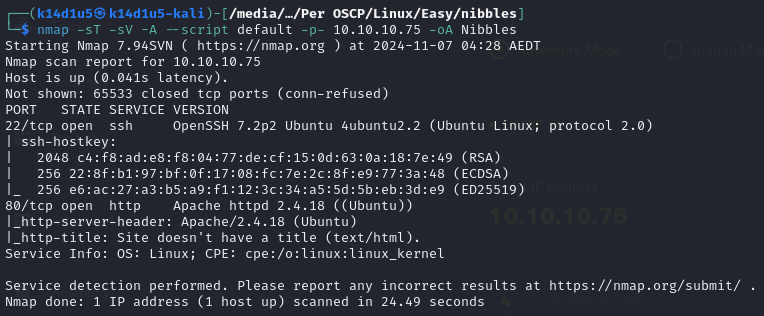 ┌──(k14d1u5㉿k14d1u5-kali)-[/media/…/Per OSCP/Linux/Easy/nibbles]
└─$ nmap -sT -sV -A --script default -p- 10.10.10.75 -oA Nibbles
Starting Nmap 7.94SVN ( https://nmap.org ) at 2024-11-07 04:28 AEDT
Nmap scan report for 10.10.10.75
Host is up (0.041s latency).
Not shown: 65533 closed tcp ports (conn-refused)
PORT   STATE SERVICE VERSION
22/tcp open  ssh     OpenSSH 7.2p2 Ubuntu 4ubuntu2.2 (Ubuntu Linux; protocol 2.0)
| ssh-hostkey:
|   2048 c4:f8:ad:e8:f8:04:77:de:cf:15:0d:63:0a:18:7e:49 (RSA)
|   256 22:8f:b1:97:bf:0f:17:08:fc:7e:2c:8f:e9:77:3a:48 (ECDSA)
|_  256 e6:ac:27:a3:b5:a9:f1:12:3c:34:a5:5d:5b:eb:3d:e9 (ED25519)
80/tcp open  http    Apache httpd 2.4.18 ((Ubuntu))
|_http-server-header: Apache/2.4.18 (Ubuntu)
|_http-title: Site doesn't have a title (text/html).
Service Info: OS: Linux; CPE: cpe:/o:linux:linux_kernel
Service detection performed. Please report any incorrect results at https://nmap.org/submit/ .
Nmap done: 1 IP address (1 host up) scanned in 24.49 seconds
Adventure Mode
Guided Mod
IP Address
10.10.10.75